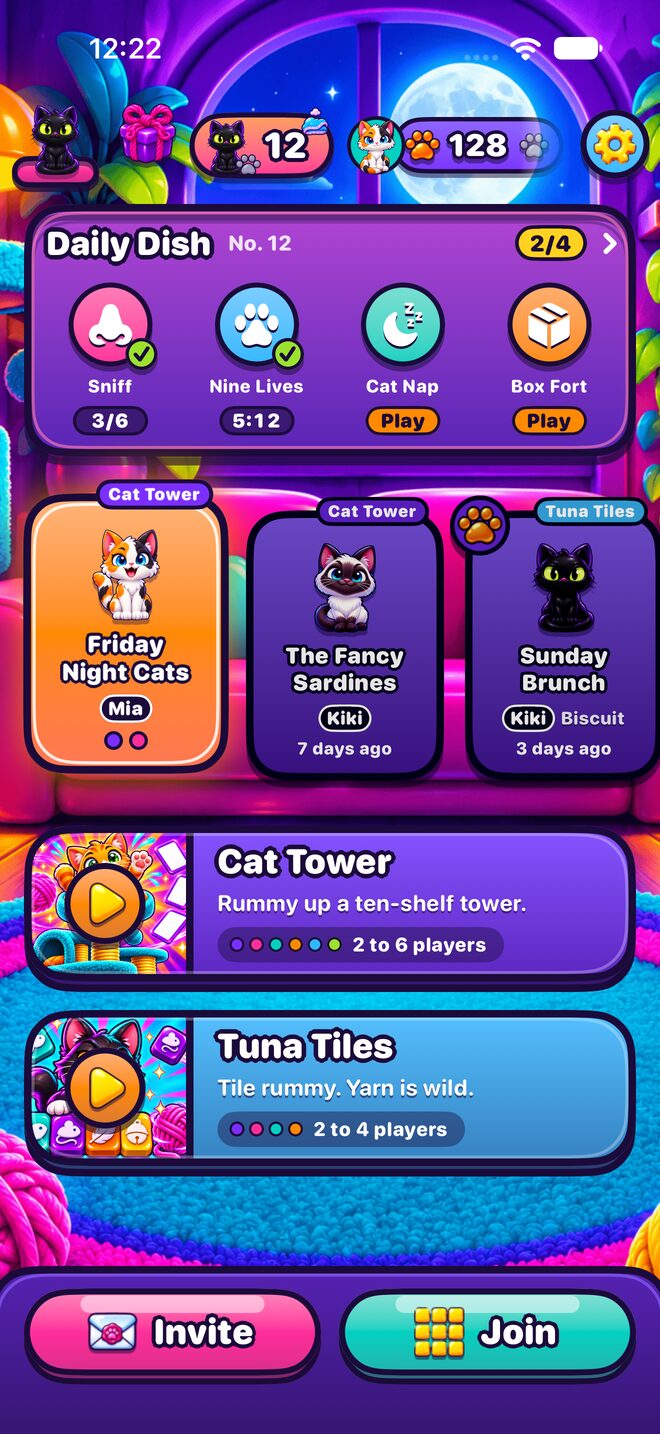 12:22
12
128
Daily Dish No. 12 2/4
Sniff Nine Lives Cat Nap Box Fort
3/6 5:12 Play Play
Cat Tower
Friday
Night Cats
Mia
Cat Tower
The Fancy
Sardines
Kiki
7 days ago
Tuna Tiles
Sunday
Brunch
Kiki Biscuit
3 days ago
Cat Tower
Rummy up a ten-shelf tower.
2 to 6 players
Tuna Tiles
Tile rummy. Yarn is wild.
2 to 4 players
Invite Join